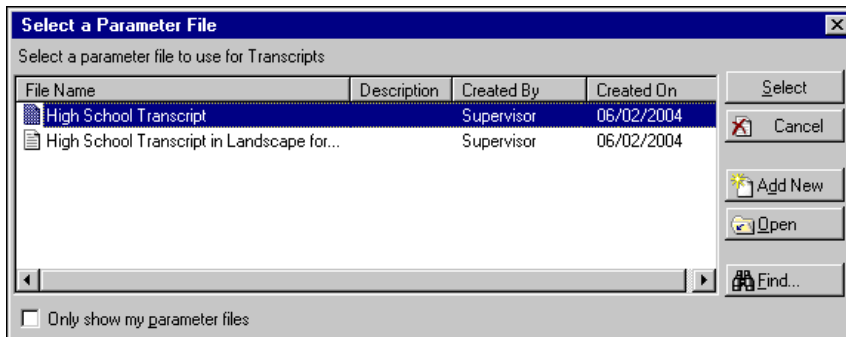 Select a Parameter File
Select a parameter file to use for Transcripts
File Name Description Created By Created On
High School Transcript Supervisor 06/02/2004
High School Transcript in Landscape for... Supervisor 06/02/2004
Select
Cancel
Add New
Open
Find...
Only show my parameter files